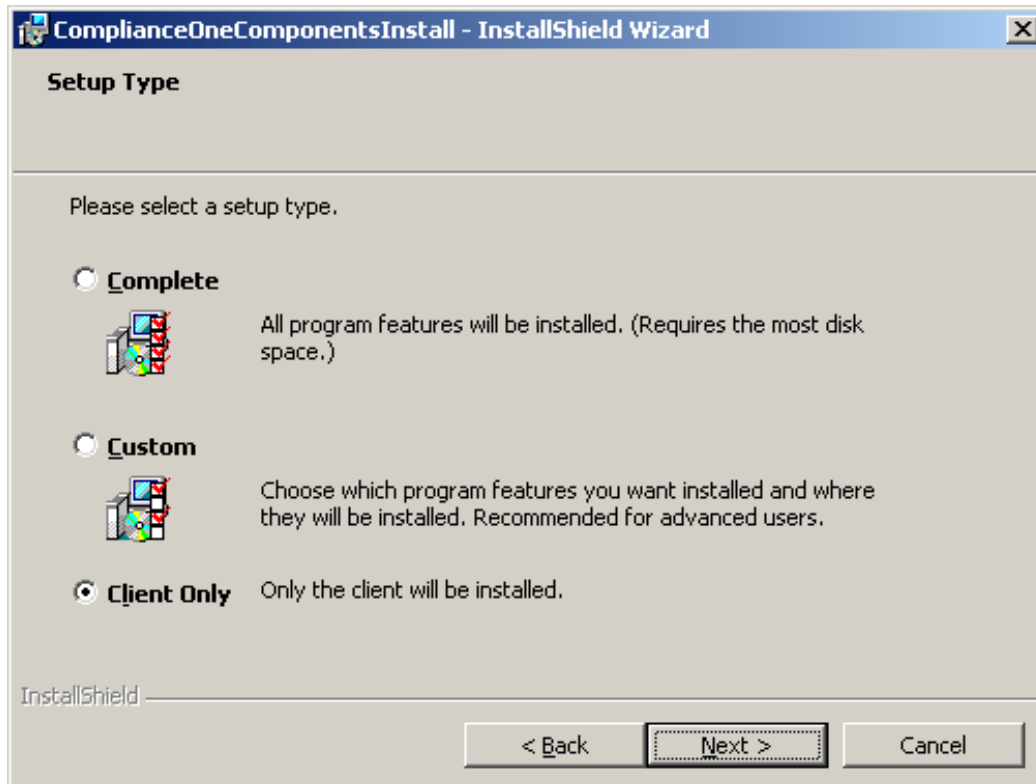 ComplianceOneComponentsInstall - InstallShield Wizard
Setup Type
Please select a setup type.
Complete
All program features will be installed. (Requires the most disk
space.)
Custom
Choose which program features you want installed and where
they will be installed. Recommended for advanced users.
Client Only Only the client will be installed.
InstallShield
< Back Next > Cancel